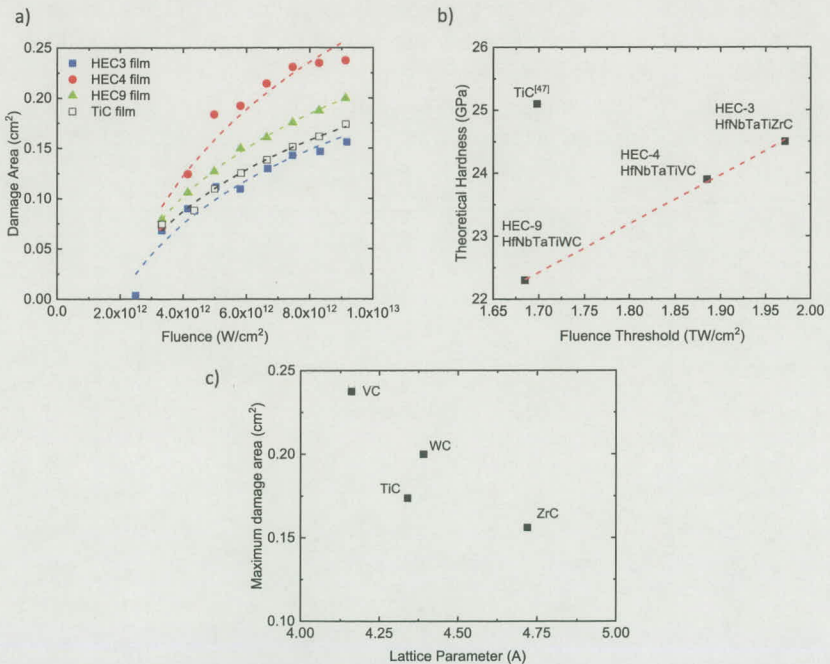 a)
0.25
0.20
0.15
0.10
0.05
0.00
Damage Area (cm²)
HEC3 film
HEC4 film
HEC9 film
TiC film
0.0
2.0x10¹²
4.0x10¹²
6.0x10¹²
8.0x10¹²
1.0x10¹³
Fluence (W/cm²)
b)
26
25
24
23
22
Theoretical Hardness (GPa)
TiC[47]
HEC-3
HfNbTaTiZrC
HEC-4
HfNbTaTiVC
HEC-9
HfNbTaTiWC
1.65
1.70
1.75
1.80
1.85
1.90
1.95
2.00
Fluence Threshold (TW/cm²)
c)
0.25
0.20
0.15
0.10
Maximum damage area (cm²)
VC
WC
TiC
ZrC
4.00
4.25
4.50
4.75
5.00
Lattice Parameter (A)